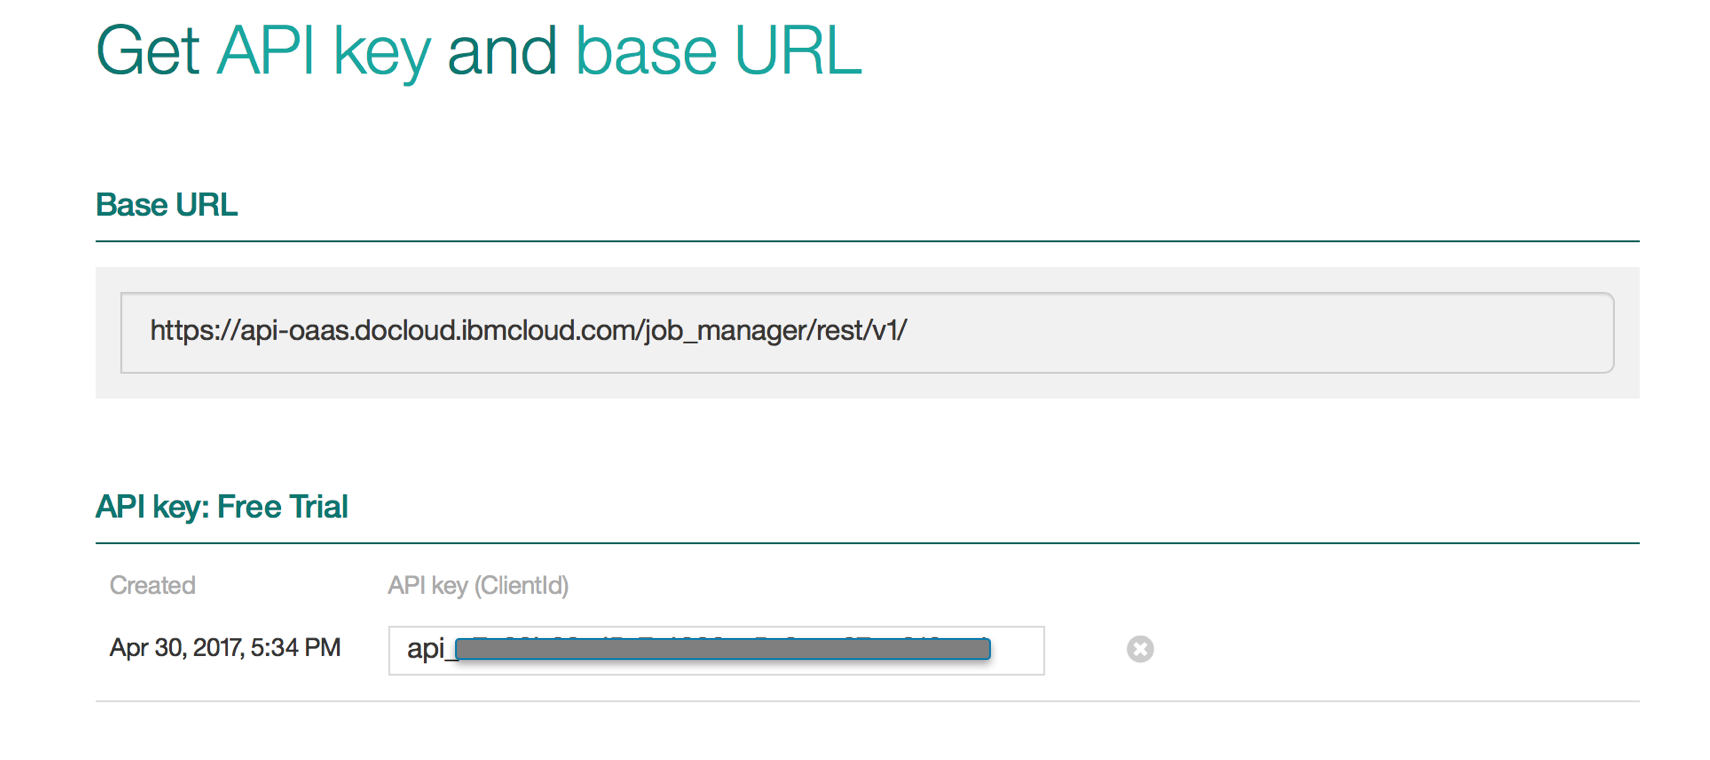 Get API key and base URL
Base URL
https://api-oaas.docloud.ibmcloud.com/job_manager/rest/v1/
API key: Free Trial
Created API key (ClientId)
Apr 30, 2017, 5:34 PM api_